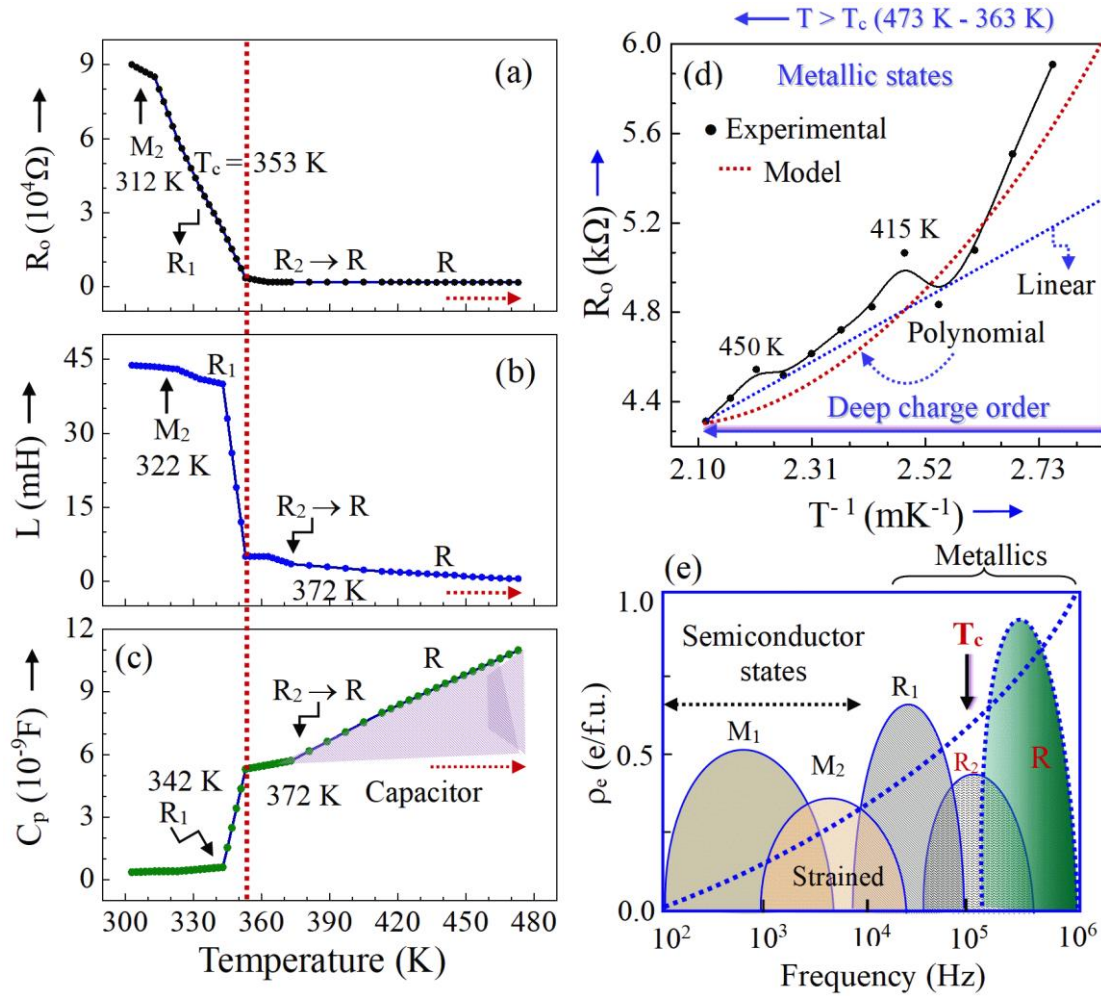 (a)
R₀ (10⁴Ω)
9
6
3
0
M₂
312 K
T꜀ = 353 K
R₁
R₂ → R
R
(b)
L (mH)
45
30
15
0
R₁
M₂
322 K
R₂ → R
372 K
R
(c)
Cₚ (10⁻⁹F)
12
9
6
3
0
342 K
R₁
R₂ → R
R
372 K
Capacitor
300 330 360 390 420 450 480
Temperature (K)
T > T꜀ (473 K - 363 K)
(d)
Metallic states
Experimental
Model
R₀ (kΩ)
6.0
5.6
5.2
4.8
4.4
415 K
450 K
Linear
Polynomial
Deep charge order
2.10 2.31 2.52 2.73
T⁻¹ (mK⁻¹)
(e)
Metallics
ρₑ (e/f.u.)
1.0
0.5
0.0
Semiconductor
states
T꜀
R₁
M₁
M₂
R₂
R
Strained
10² 10³ 10⁴ 10⁵ 10⁶
Frequency (Hz)